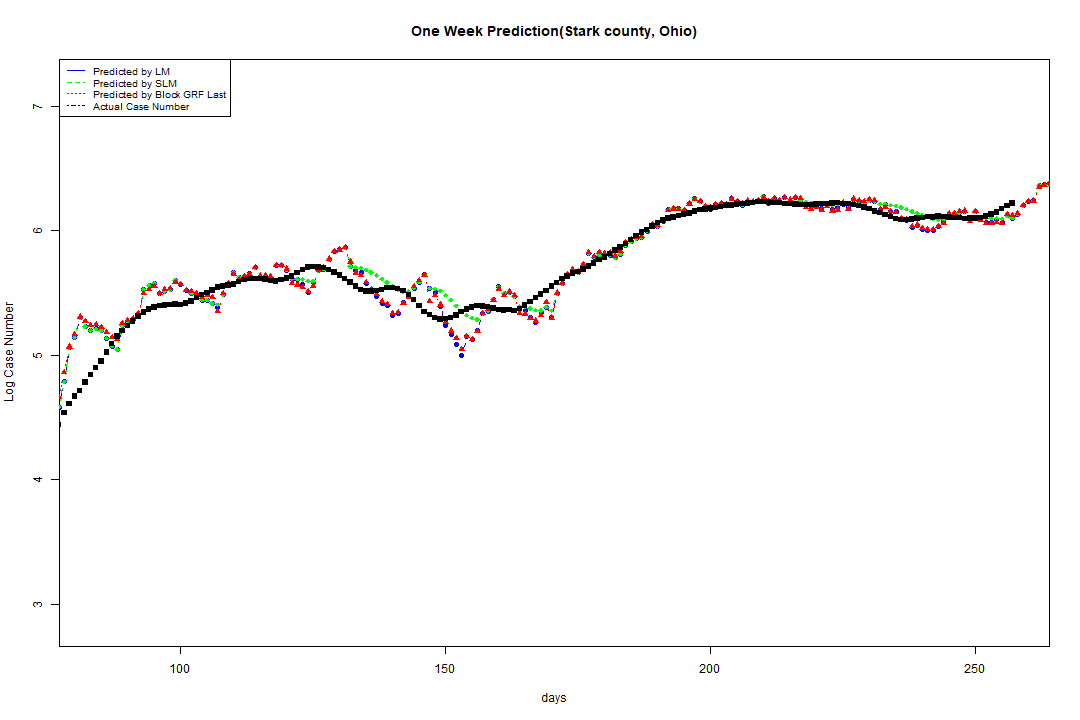 One Week Prediction(Stark county, Ohio)
Predicted by LM
Predicted by SLM
Predicted by Block GRF Last
Actual Case Number
7
6
5
4
3
Log Case Number
100
150
200
250
days